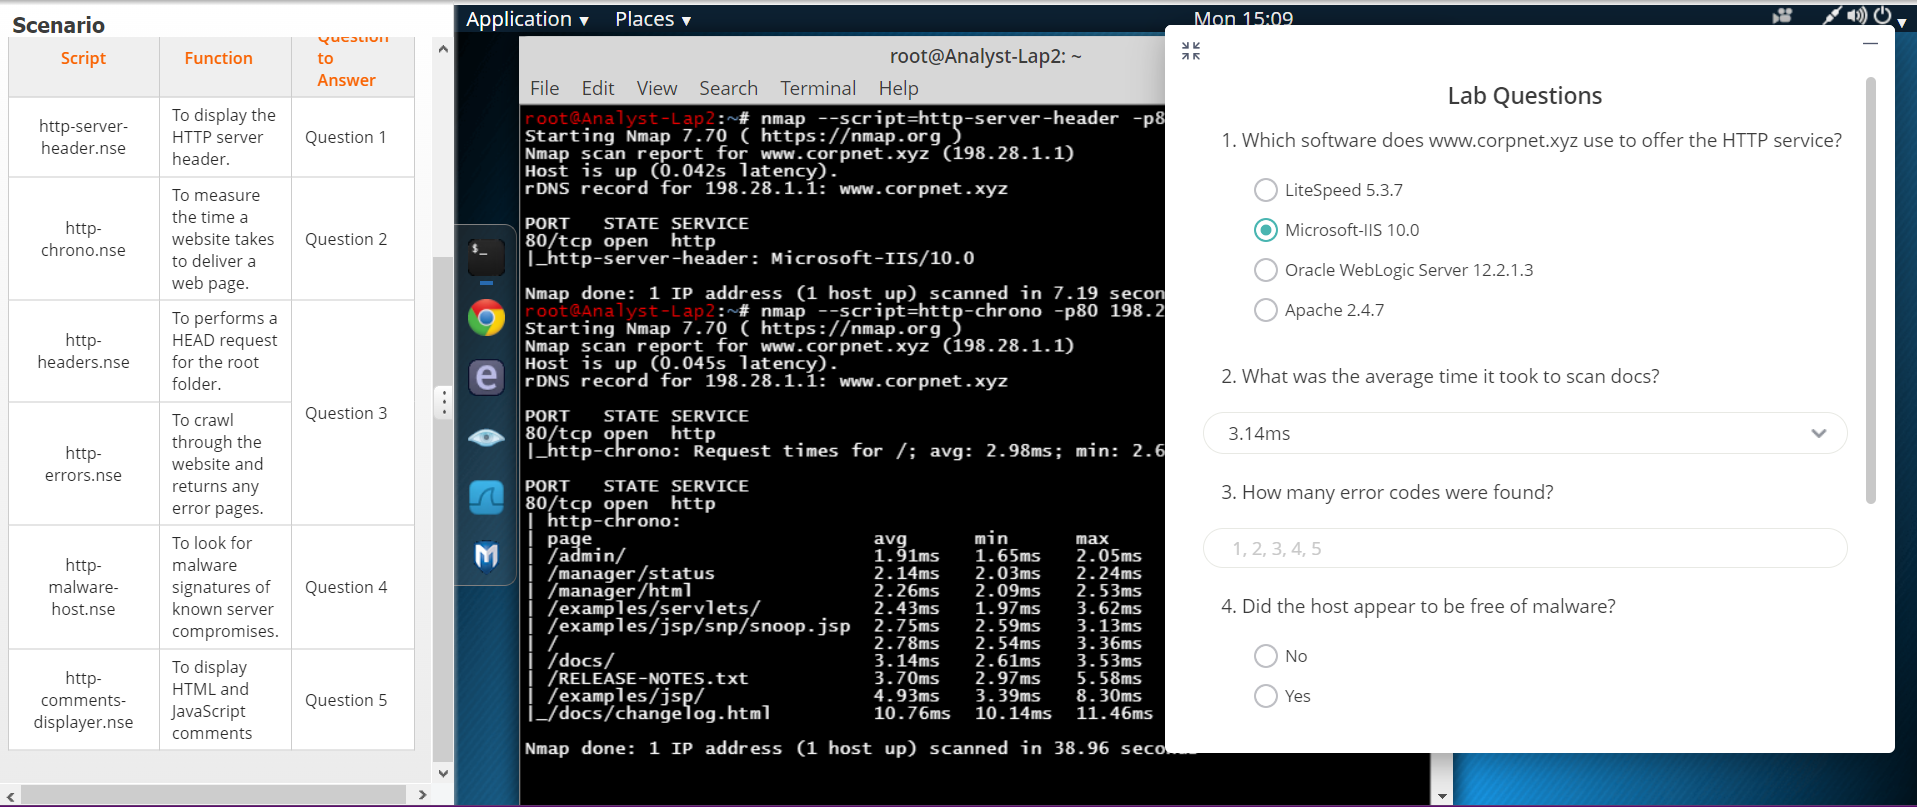 Scenario
Script
Function
Question
to
Answer
http-server-
header.nse
To display the
HTTP server
header.
Question 1
http-
chrono.nse
To measure
the time a
website takes
to deliver a
web page.
Question 2
http-
headers.nse
To performs a
HEAD request
for the root
folder.
Question 3
http-
errors.nse
To crawl
through the
website and
returns any
error pages.
http-
malware-
host.nse
To look for
malware
signatures of
known server
compromises.
Question 4
http-
comments-
displayer.nse
To display
HTML and
JavaScript
comments
Question 5
Application ▾ Places ▾
Mon 15:09
root@Analyst-Lap2: ~
File Edit View Search Terminal Help
root@Analyst-Lap2:~# nmap --script=http-server-header -p8
Starting Nmap 7.70 ( https://nmap.org )
Nmap scan report for www.corpnet.xyz (198.28.1.1)
Host is up (0.042s latency).
rDNS record for 198.28.1.1: www.corpnet.xyz
PORT STATE SERVICE
80/tcp open http
|_http-server-header: Microsoft-IIS/10.0
Nmap done: 1 IP address (1 host up) scanned in 7.19 secon
root@Analyst-Lap2:~# nmap --script=http-chrono -p80 198.2
Starting Nmap 7.70 ( https://nmap.org )
Nmap scan report for www.corpnet.xyz (198.28.1.1)
Host is up (0.045s latency).
rDNS record for 198.28.1.1: www.corpnet.xyz
PORT STATE SERVICE
80/tcp open http
|_http-chrono: Request times for /; avg: 2.98ms; min: 2.6
PORT STATE SERVICE
80/tcp open http
| http-chrono:
| page avg min max
| /admin/ 1.91ms 1.65ms 2.05ms
| /manager/status 2.14ms 2.03ms 2.24ms
| /manager/html 2.26ms 2.09ms 2.53ms
| /examples/servlets/ 2.43ms 1.97ms 3.62ms
| /examples/jsp/snp/snoop.jsp 2.75ms 2.59ms 3.13ms
| / 2.78ms 2.54ms 3.36ms
| /docs/ 3.14ms 2.61ms 3.53ms
| /RELEASE-NOTES.txt 3.70ms 2.97ms 5.58ms
| /examples/jsp/ 4.93ms 3.39ms 8.30ms
|_/docs/changelog.html 10.76ms 10.14ms 11.46ms
Nmap done: 1 IP address (1 host up) scanned in 38.96 seco
Lab Questions
1. Which software does www.corpnet.xyz use to offer the HTTP service?
LiteSpeed 5.3.7
Microsoft-IIS 10.0
Oracle WebLogic Server 12.2.1.3
Apache 2.4.7
2. What was the average time it took to scan docs?
3.14ms
3. How many error codes were found?
1, 2, 3, 4, 5
4. Did the host appear to be free of malware?
No
Yes